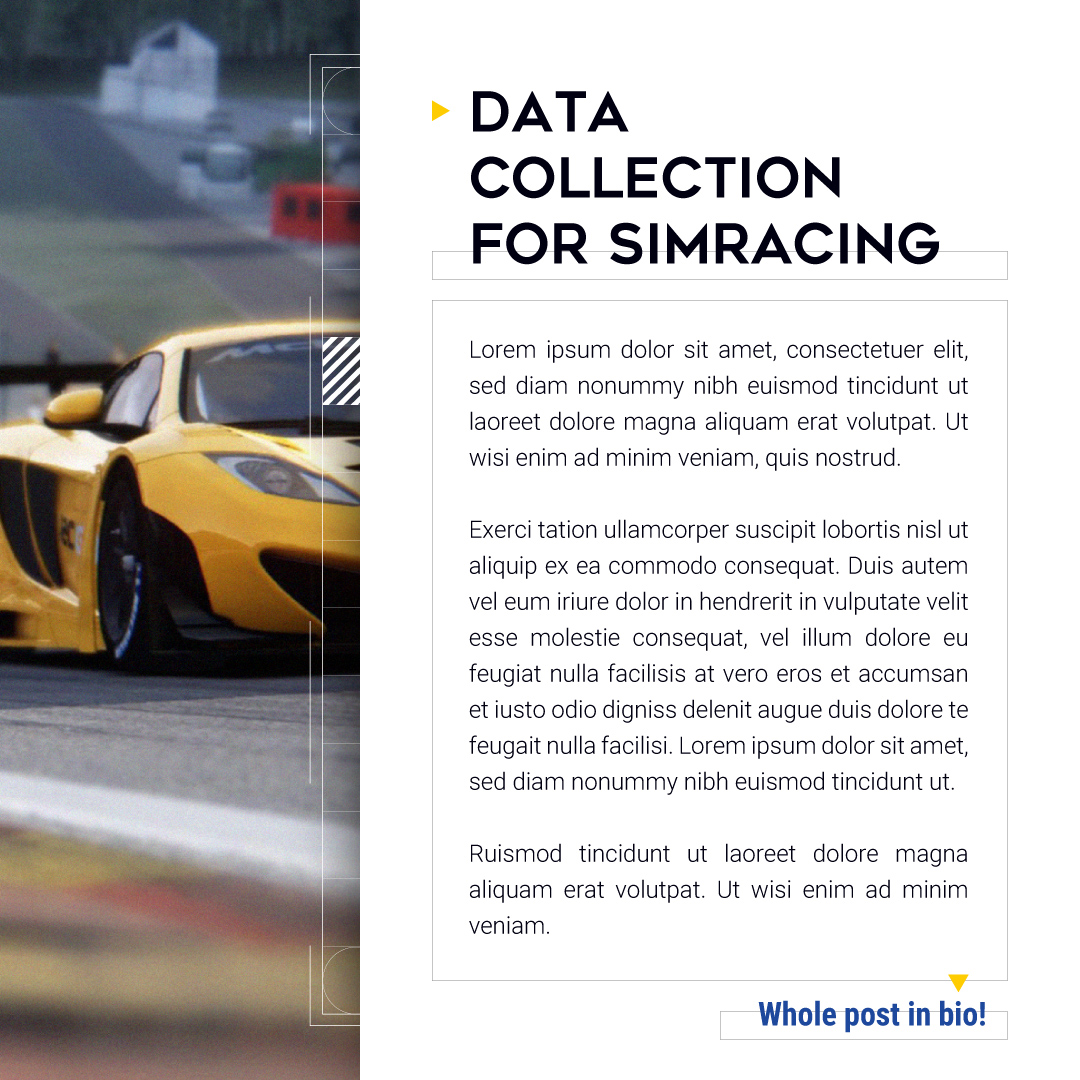 DATA
COLLECTION
FOR SIMRACING
Lorem ipsum dolor sit amet, consectetuer elit,
sed diam nonummy nibh euismod tincidunt ut
laoreet dolore magna aliquam erat volutpat. Ut
wisi enim ad minim veniam, quis nostrud.
Exerci tation ullamcorper suscipit lobortis nisl ut
aliquip ex ea commodo consequat. Duis autem
vel eum iriure dolor in hendrerit in vulputate velit
esse molestie consequat, vel illum dolore eu
feugiat nulla facilisis at vero eros et accumsan
et iusto odio digniss delenit augue duis dolore te
feugait nulla facilisi. Lorem ipsum dolor sit amet,
sed diam nonummy nibh euismod tincidunt ut.
Ruismod tincidunt ut laoreet dolore magna
aliquam erat volutpat. Ut wisi enim ad minim
veniam.
Whole post in bio!